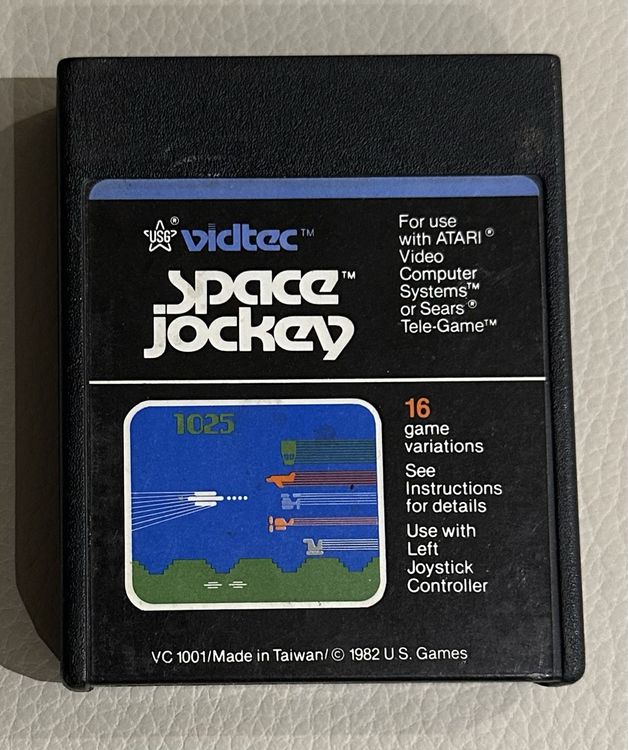 USG® vidtec™
space™
jockey
For use
with ATARI®
Video
Computer
Systems™
or Sears®
Tele-Game™
1025
16
game
variations
See
Instructions
for details
Use with
Left
Joystick
Controller
VC 1001/Made in Taiwan/ © 1982 U S. Games